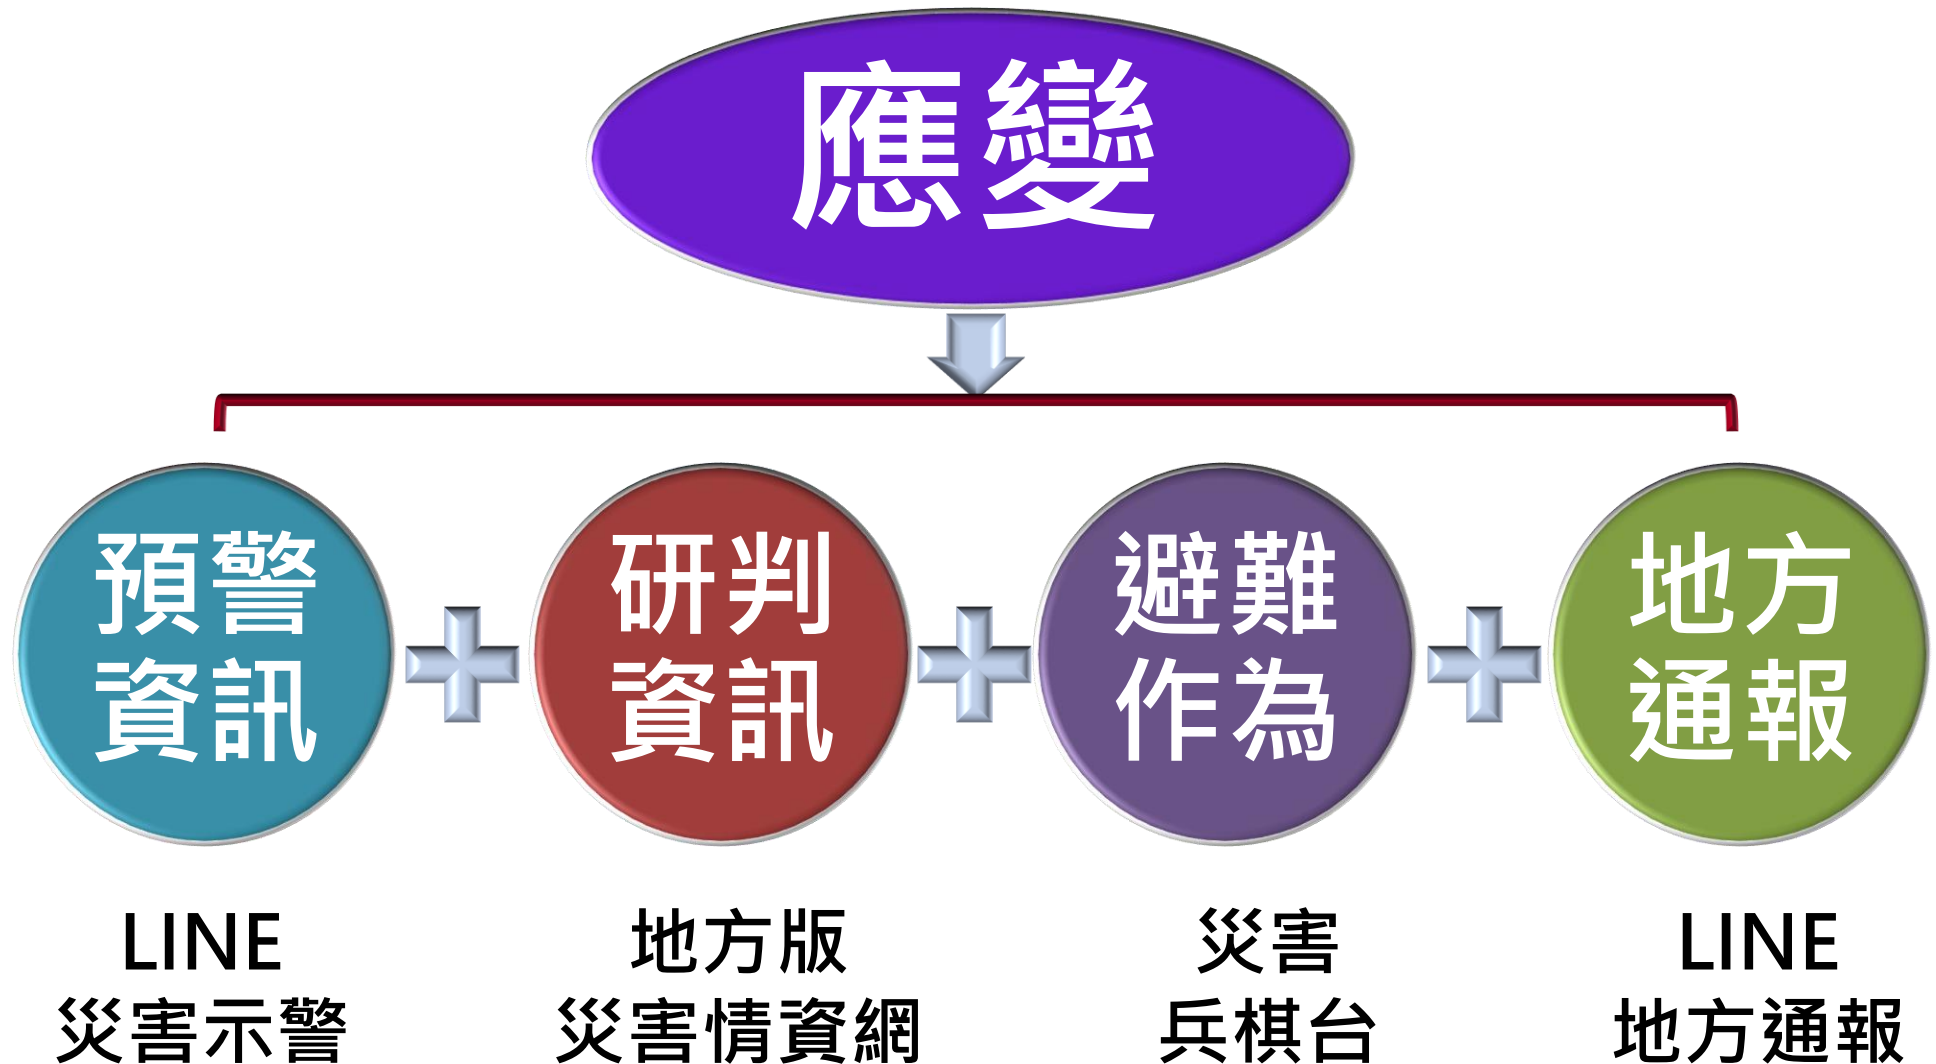 應變
預警
資訊
研判
資訊
避難
作為
地方
通報
LINE
災害示警
地方版
災害情資網
災害
兵棋台
LINE
地方通報